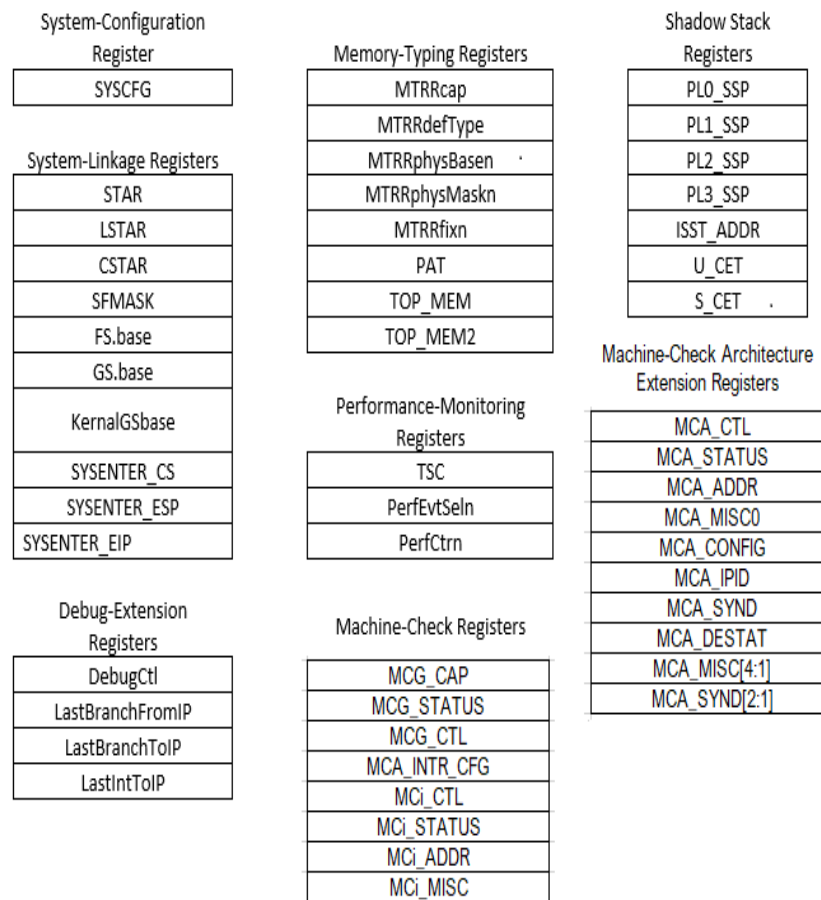 System-Configuration
Register
SYSCFG
System-Linkage Registers
STAR
LSTAR
CSTAR
SFMASK
FS.base
GS.base
KernalGSbase
SYSENTER_CS
SYSENTER_ESP
SYSENTER_EIP
Debug-Extension
Registers
DebugCtl
LastBranchFromIP
LastBranchToIP
LastIntToIP
Memory-Typing Registers
MTRRcap
MTRRdefType
MTRRphysBasen
MTRRphysMaskn
MTRRfixn
PAT
TOP_MEM
TOP_MEM2
Performance-Monitoring
Registers
TSC
PerfEvtSeln
PerfCtrn
Machine-Check Registers
MCG_CAP
MCG_STATUS
MCG_CTL
MCA_INTR_CFG
MCi_CTL
MCi_STATUS
MCi_ADDR
MCi_MISC
Shadow Stack
Registers
PL0_SSP
PL1_SSP
PL2_SSP
PL3_SSP
ISST_ADDR
U_CET
S_CET
Machine-Check Architecture
Extension Registers
MCA_CTL
MCA_STATUS
MCA_ADDR
MCA_MISC0
MCA_CONFIG
MCA_IPID
MCA_SYND
MCA_DESTAT
MCA_MISC[4:1]
MCA_SYND[2:1]